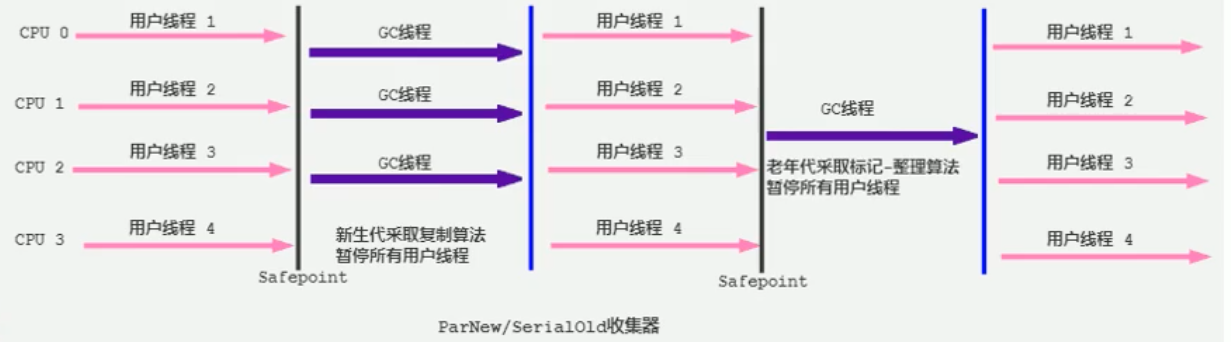 CPU 0
用户线程 1
GC线程
用户线程 1
用户线程 1
CPU 1
用户线程 2
GC线程
用户线程 2
GC线程
用户线程 2
CPU 2
用户线程 3
GC线程
用户线程 3
老年代采取标记-整理算法
暂停所有用户线程
用户线程 3
CPU 3
用户线程 4
新生代采取复制算法
暂停所有用户线程
用户线程 4
用户线程 4
Safepoint
Safepoint
ParNew/SerialOld收集器